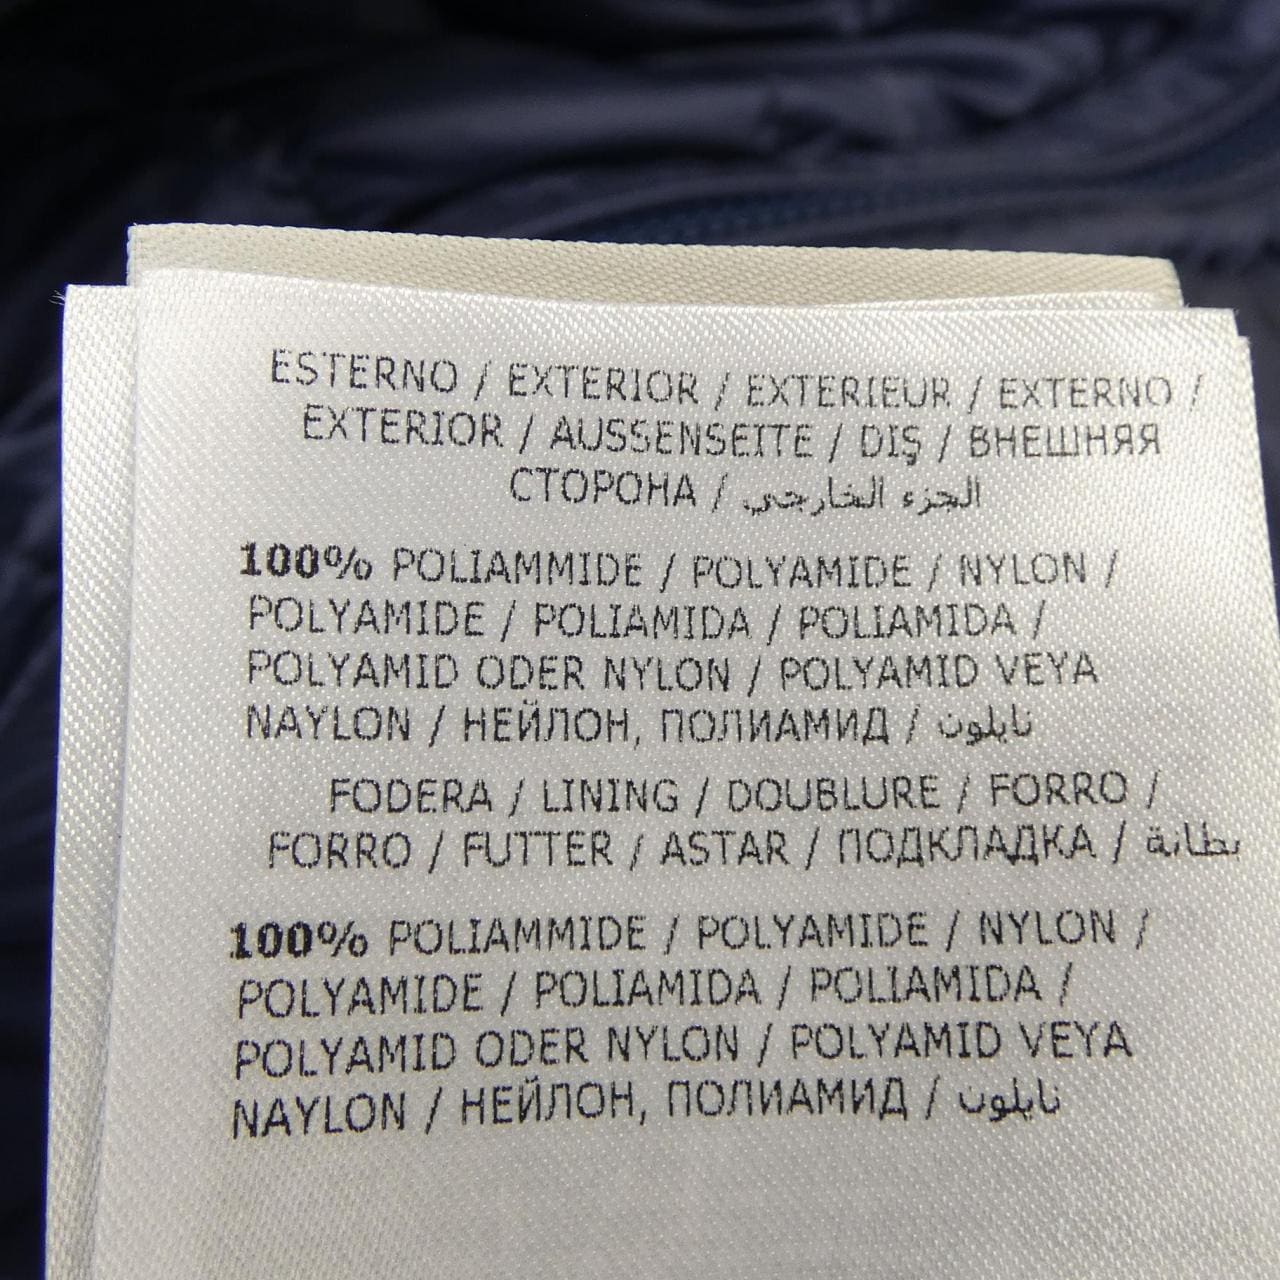 ESTERNO / EXTERIOR / EXTERIEUR / EXTERNO /
EXTERIOR / AUSSENSEITE / DIŞ / ВНЕШНЯЯ
СТОРОНА / الجزء الخارجي
100% POLIAMMIDE / POLYAMIDE / NYLON /
POLYAMIDE / POLIAMIDA / POLIAMIDA /
POLYAMID ODER NYLON / POLYAMID VEYA
NAYLON / НЕЙЛОН, ПОЛИАМИД / نايلون
FODERA / LINING / DOUBLURE / FORRO /
FORRO / FUTTER / ASTAR / ПОДКЛАДКА / بطانة
100% POLIAMMIDE / POLYAMIDE / NYLON /
POLYAMIDE / POLIAMIDA / POLIAMIDA /
POLYAMID ODER NYLON / POLYAMID VEYA
NAYLON / НЕЙЛОН, ПОЛИАМИД / نايلون